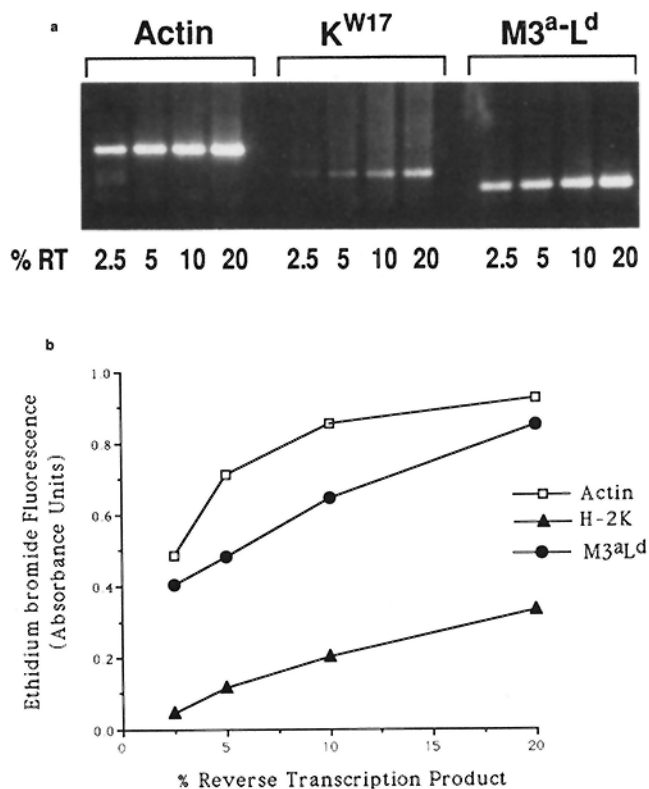 a
Actin K^W17 M3^a-L^d
% RT 2.5 5 10 20 2.5 5 10 20 2.5 5 10 20
b
1.0
0.8
0.6
0.4
0.2
0.0
0 5 10 15 20
Ethidium bromide Fluorescence
(Absorbance Units)
Actin
H-2K
M3^aL^d
% Reverse Transcription Product